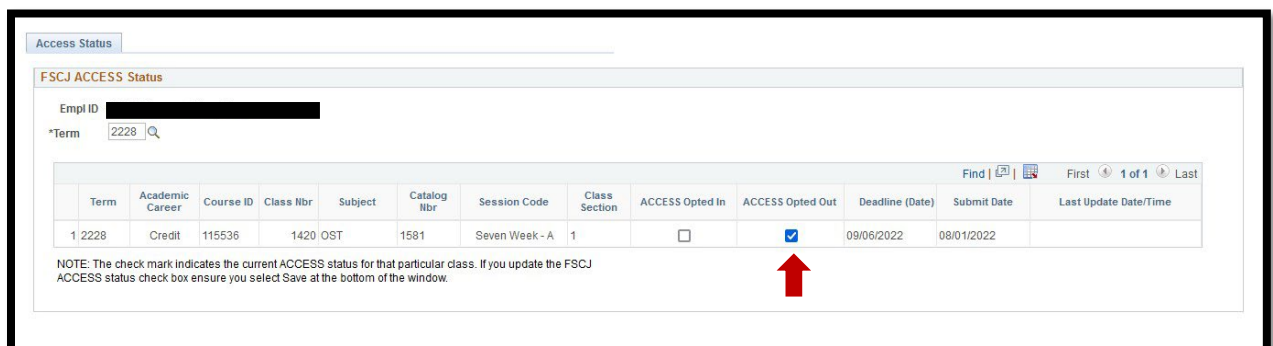 Access Status
FSCJ ACCESS Status
Empl ID
*Term 2228
Find | | First 1 of 1 Last
Term Academic Career Course ID Class Nbr Subject Catalog Nbr Session Code Class Section ACCESS Opted In ACCESS Opted Out Deadline (Date) Submit Date Last Update Date/Time
1 2228 Credit 115536 1420 OST 1581 Seven Week - A 1 09/06/2022 08/01/2022
NOTE: The check mark indicates the current ACCESS status for that particular class. If you update the FSCJ
ACCESS status check box ensure you select Save at the bottom of the window.